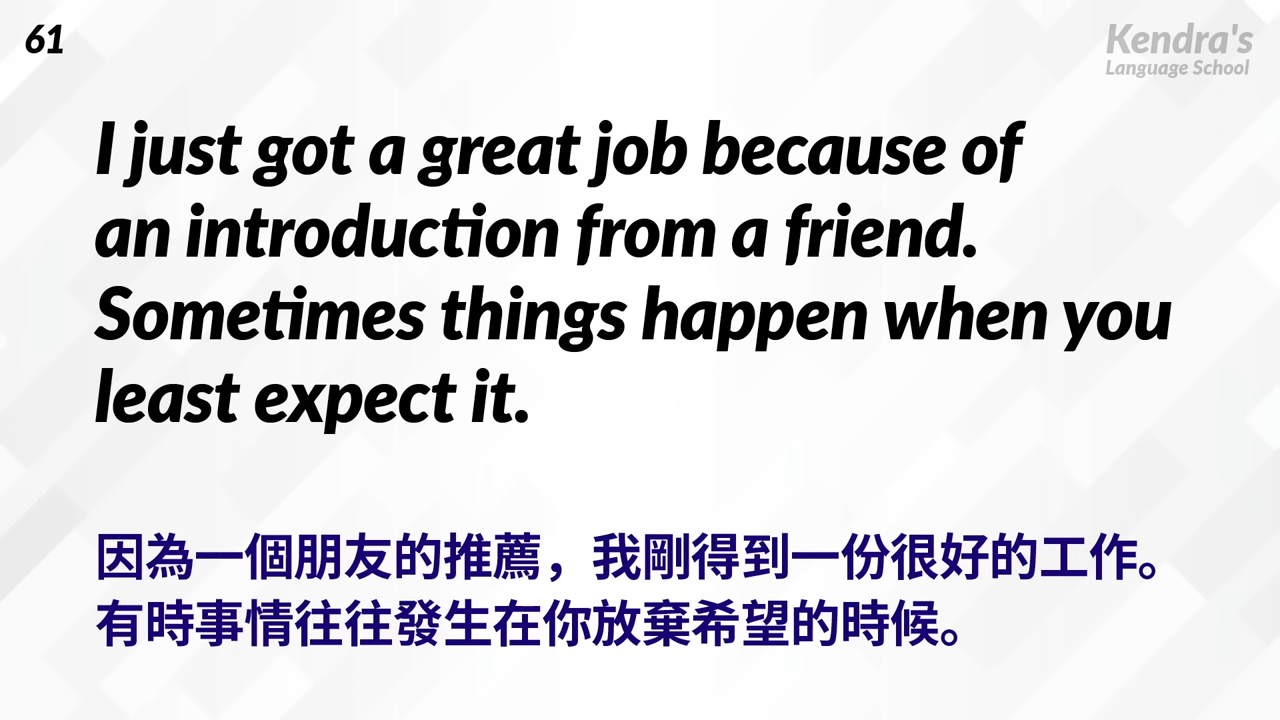 61
Kendra's
Language School
I just got a great job because of
an introduction from a friend.
Sometimes things happen when you
least expect it.
因為一個朋友的推薦，我剛得到一份很好的工作。
有時事情往往發生在你放棄希望的時候。